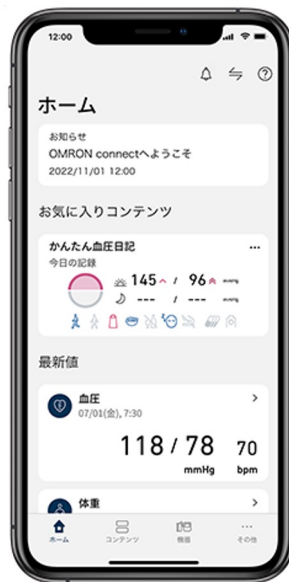 12:00
ホーム
お知らせ
OMRON connectへようこそ
2022/11/01 12:00
お気に入りコンテンツ
かんたん血圧日記
今日の記録
145 / 96 mmHg
--- / --- mmHg
最新値
血圧
07/01(金), 7:30
118 / 78 70
mmHg bpm
体重
ホーム コンテンツ 機器 その他